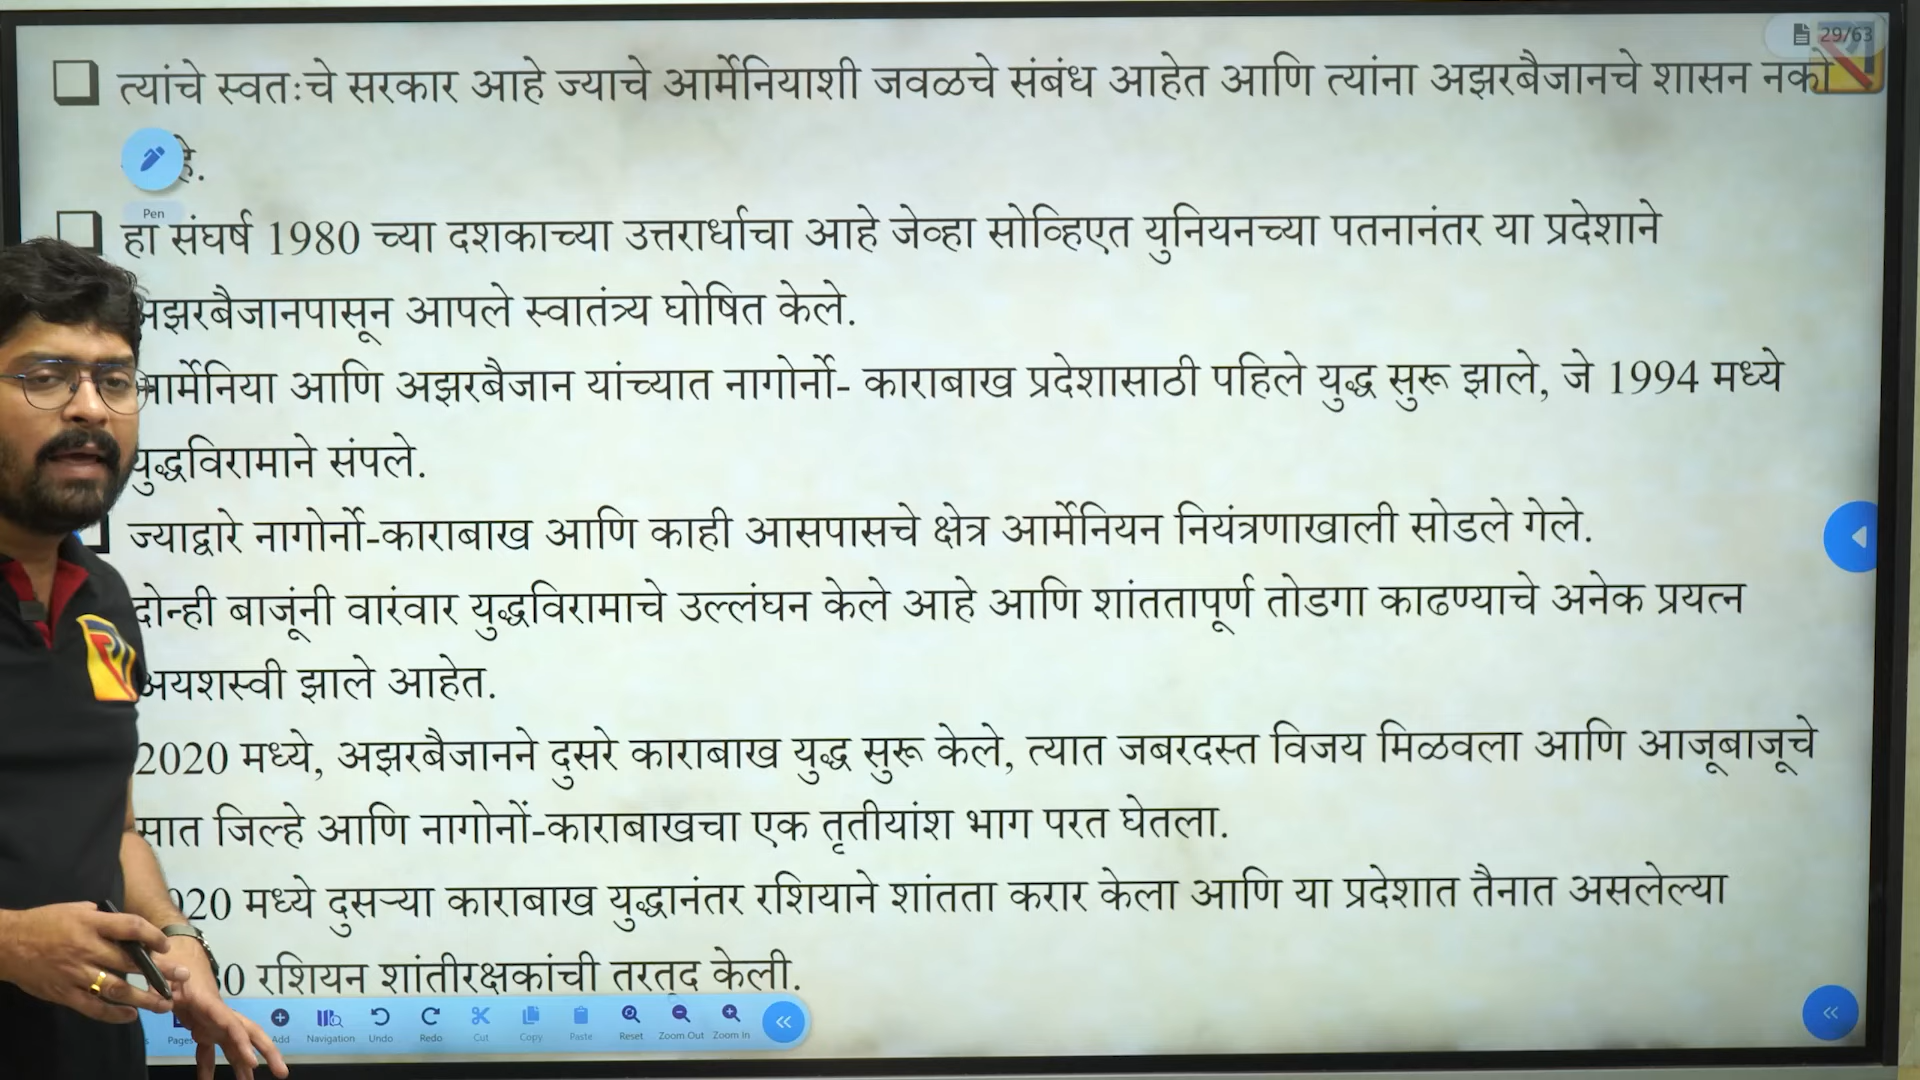 29/63
त्यांचे स्वतःचे सरकार आहे ज्याचे आर्मेनियाशी जवळचे संबंध आहेत आणि त्यांना अझरबैजानचे शासन नको
Pen
हा संघर्ष 1980 च्या दशकाच्या उत्तरार्धाचा आहे जेव्हा सोव्हिएत युनियनच्या पतनानंतर या प्रदेशाने
अझरबैजानपासून आपले स्वातंत्र्य घोषित केले.
आर्मेनिया आणि अझरबैजान यांच्यात नागोर्नो- काराबाख प्रदेशासाठी पहिले युद्ध सुरू झाले, जे 1994 मध्ये
युद्धविरामाने संपले.
ज्याद्वारे नागोर्नो-काराबाख आणि काही आसपासचे क्षेत्र आर्मेनियन नियंत्रणाखाली सोडले गेले.
दोन्ही बाजूंनी वारंवार युद्धविरामाचे उल्लंघन केले आहे आणि शांततापूर्ण तोडगा काढण्याचे अनेक प्रयत्न
अयशस्वी झाले आहेत.
2020 मध्ये, अझरबैजानने दुसरे काराबाख युद्ध सुरू केले, त्यात जबरदस्त विजय मिळवला आणि आजूबाजूचे
सात जिल्हे आणि नागोर्नो-काराबाखचा एक तृतीयांश भाग परत घेतला.
मध्ये दुसऱ्या काराबाख युद्धानंतर रशियाने शांतता करार केला आणि या प्रदेशात तैनात असलेल्या
रशियन शांतीरक्षकांची तरतूद केली.
Pages Add Navigation Undo Redo Cut Copy Paste Reset Zoom Out Zoom In